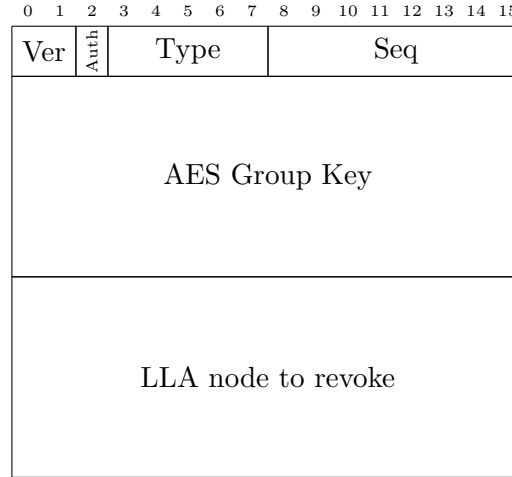 0 1 2 3 4 5 6 7 8 9 10 11 12 13 14 15
Ver Auth Type Seq
AES Group Key
LLA node to revoke